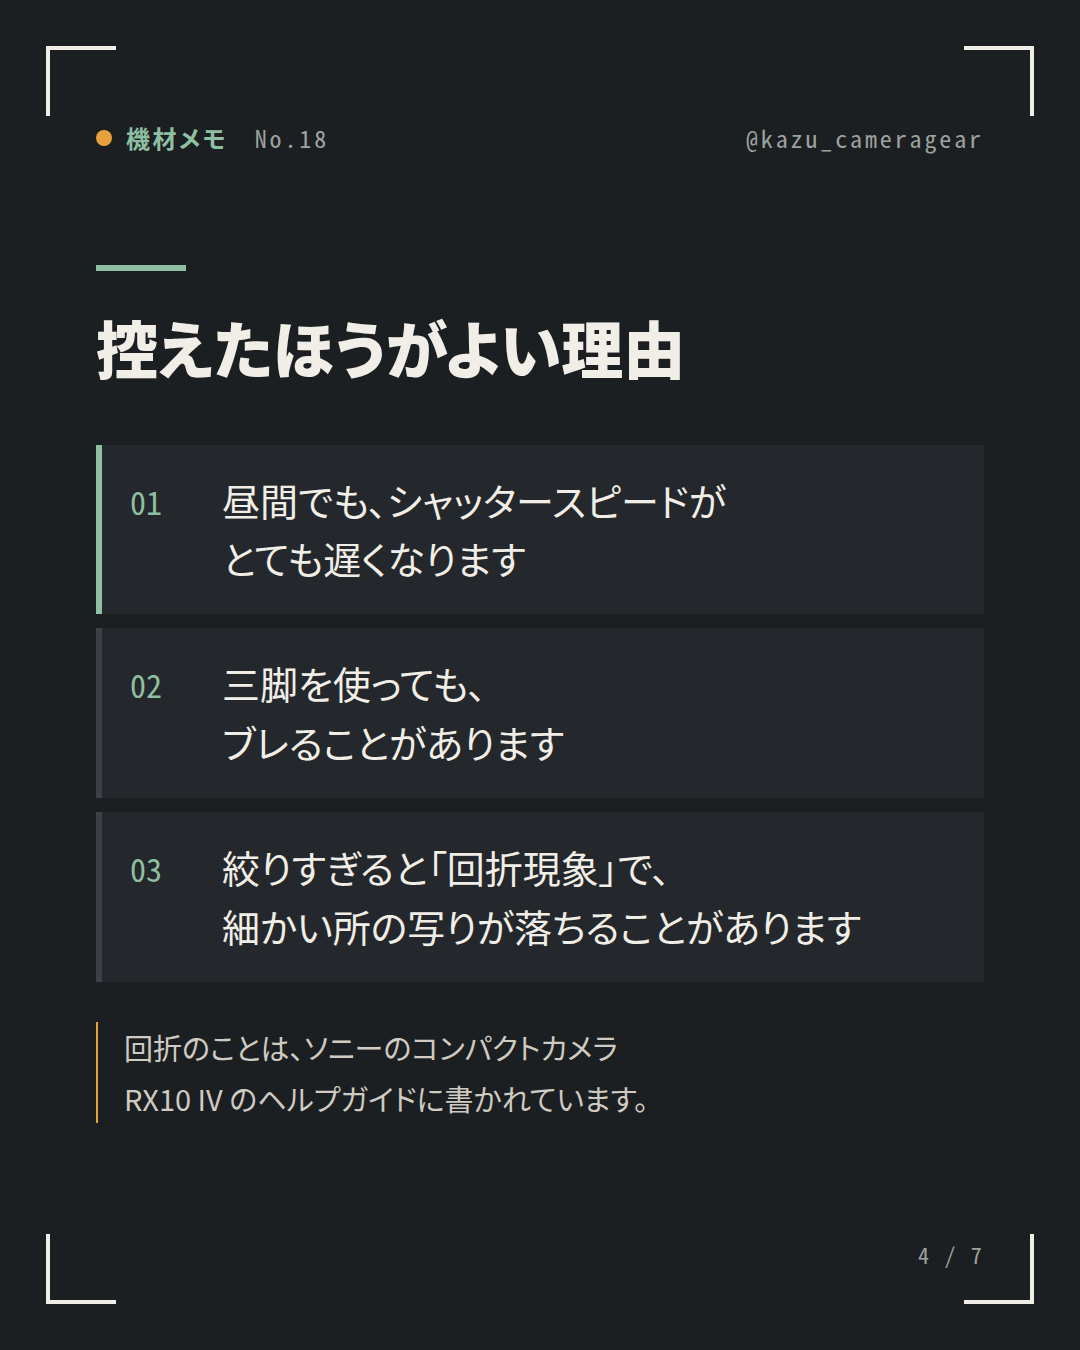 機材メモ No.18
@kazu_cameragear
控えたほうがよい理由
01
昼間でも、シャッタースピードが
とても遅くなります
02
三脚を使っても、
ブレることがあります
03
絞りすぎると「回折現象」で、
細かい所の写りが落ちることがあります
回折のことは、ソニーのコンパクトカメラ
RX10 IV のヘルプガイドに書かれています。
4 / 7